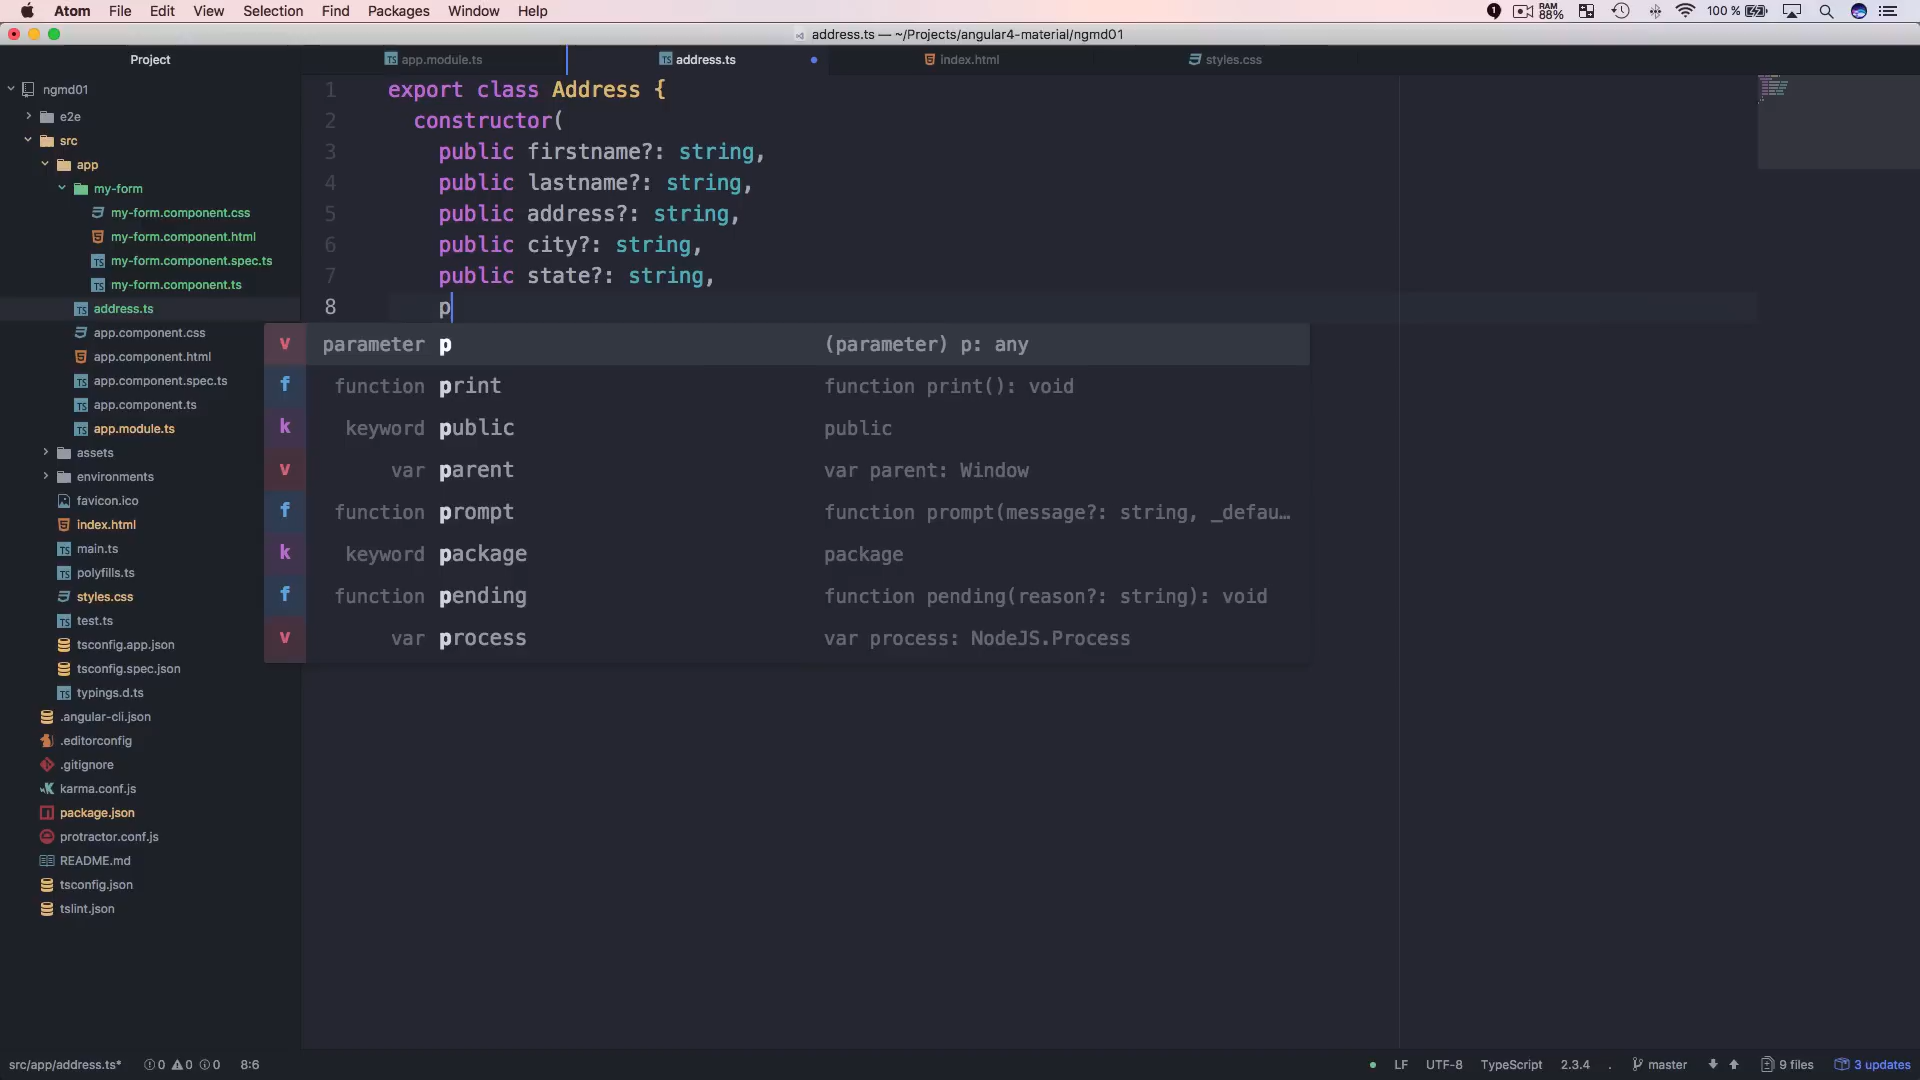 Atom File Edit View Selection Find Packages Window Help
1 RAM 88% 100 %
address.ts — ~/Projects/angular4-material/ngmd01
Project
app.module.ts address.ts index.html styles.css
ngmd01
e2e
src
app
my-form
my-form.component.css
my-form.component.html
my-form.component.spec.ts
my-form.component.ts
address.ts
app.component.css
app.component.html
app.component.spec.ts
app.component.ts
app.module.ts
assets
environments
favicon.ico
index.html
main.ts
polyfills.ts
styles.css
test.ts
tsconfig.app.json
tsconfig.spec.json
typings.d.ts
.angular-cli.json
.editorconfig
.gitignore
karma.conf.js
package.json
protractor.conf.js
README.md
tsconfig.json
tslint.json
1 export class Address {
2 constructor(
3 public firstname?: string,
4 public lastname?: string,
5 public address?: string,
6 public city?: string,
7 public state?: string,
8 p
v parameter p (parameter) p: any
f function print function print(): void
k keyword public public
v var parent var parent: Window
f function prompt function prompt(message?: string, _defau…
k keyword package package
f function pending function pending(reason?: string): void
v var process var process: NodeJS.Process
src/app/address.ts* 0 0 0 8:6 LF UTF-8 TypeScript 2.3.4 . master 9 files 3 updates